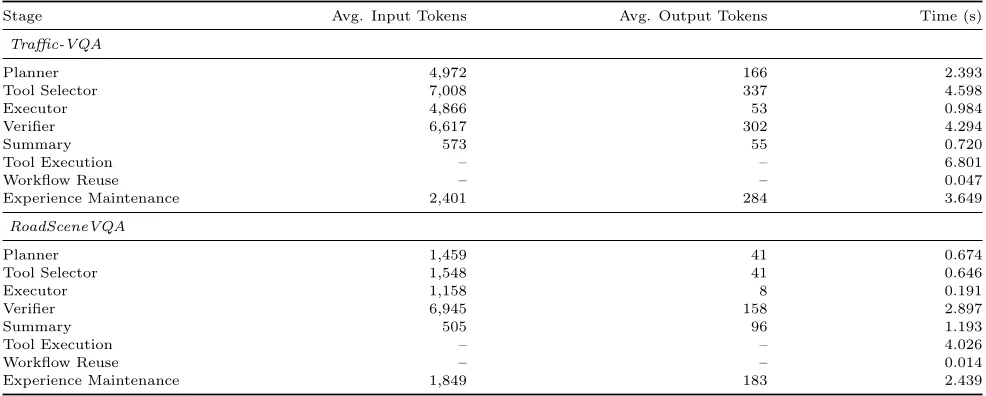 Stage Avg. Input Tokens Avg. Output Tokens Time (s)
Traffic-VQA
Planner 4,972 166 2.393
Tool Selector 7,008 337 4.598
Executor 4,866 53 0.984
Verifier 6,617 302 4.294
Summary 573 55 0.720
Tool Execution – – 6.801
Workflow Reuse – – 0.047
Experience Maintenance 2,401 284 3.649
RoadSceneVQA
Planner 1,459 41 0.674
Tool Selector 1,548 41 0.646
Executor 1,158 8 0.191
Verifier 6,945 158 2.897
Summary 505 96 1.193
Tool Execution – – 4.026
Workflow Reuse – – 0.014
Experience Maintenance 1,849 183 2.439